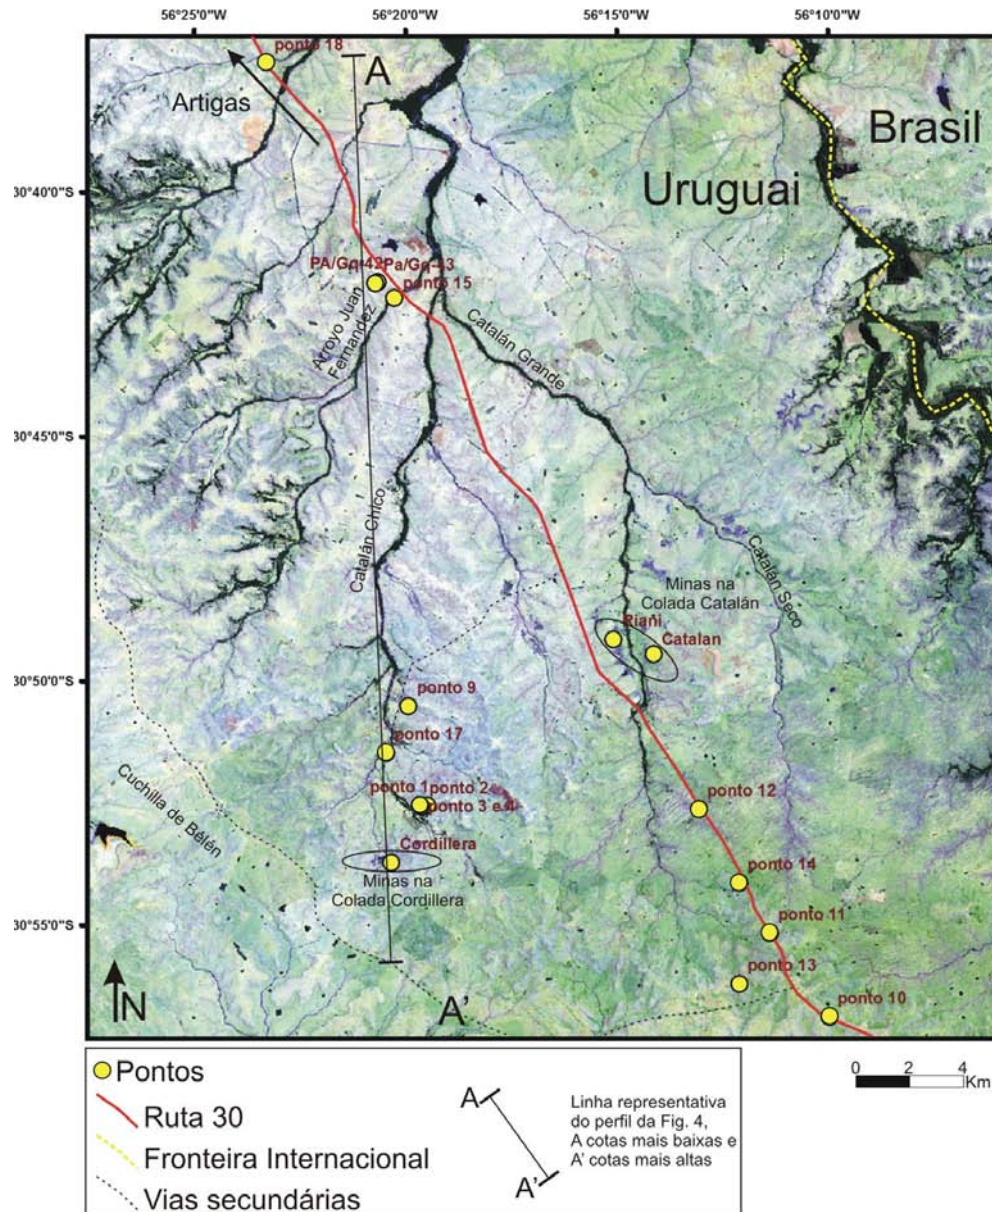 56°25'0"W
56°20'0"W
56°15'0"W
56°10'0"W
ponto 18
A
Artigas
Brasil
Uruguai
30°40'0"S
PA/Gq-42
Pa/Gq-43
ponto 15
Arroyo Juan
Fernandez
Catalán Grande
30°45'0"S
Catalán Chico
Catalán Seco
Minas na
Colada Catalán
Riani
Catalan
30°50'0"S
ponto 9
ponto 17
ponto 1
ponto 2
ponto 3 e 4
ponto 12
Cuchilla de Bélén
Cordillera
Minas na
Colada Cordillera
ponto 14
30°55'0"S
ponto 11
ponto 13
ponto 10
N
A'
Pontos
Ruta 30
Fronteira Internacional
Vias secundárias
A
A'
Linha representativa
do perfil da Fig. 4,
A cotas mais baixas e
A' cotas mais altas
0 2 4
Km